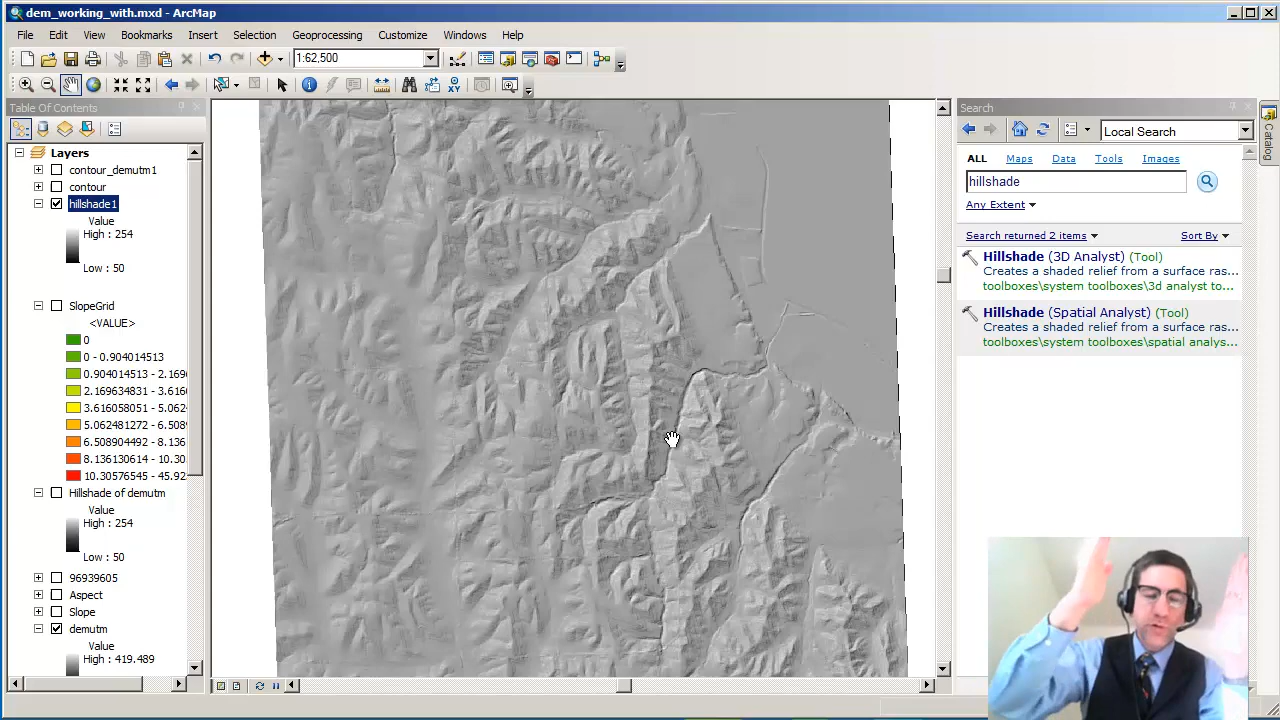 dem_working_with.mxd - ArcMap
File Edit View Bookmarks Insert Selection Geoprocessing Customize Windows Help
1:62,500
Table Of Contents
Layers
contour_demutm1
contour
hillshade1
Value
High : 254
Low : 50
SlopeGrid
<VALUE>
0
0 - 0.904014513
0.904014513 - 2.169
2.169634831 - 3.616
3.616058051 - 5.062
5.062481272 - 6.508
6.508904492 - 8.136
8.136130614 - 10.30
10.30576545 - 45.92
Hillshade of demutm
Value
High : 254
Low : 50
96939605
Aspect
Slope
demutm
Value
High : 419.489
Search
Local Search
ALL Maps Data Tools Images
hillshade
Any Extent
Search returned 2 items Sort By
Hillshade (3D Analyst) (Tool)
Creates a shaded relief from a surface ras...
toolboxes\system toolboxes\3d analyst to...
Hillshade (Spatial Analyst) (Tool)
Creates a shaded relief from a surface ras...
toolboxes\system toolboxes\spatial analys...
Catalog